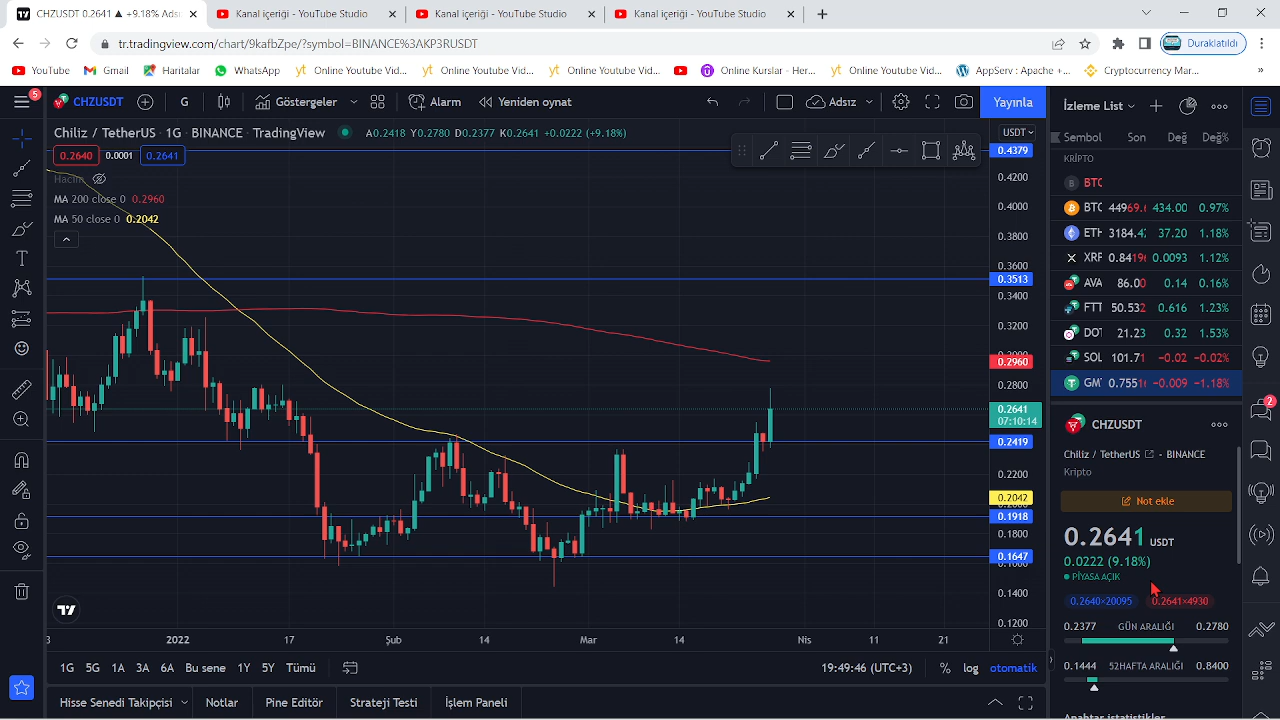 CHZUSDT 0.2641 ▲ +9.18% Adsı
Kanal içeriği - YouTube Studio
Kanal içeriği - YouTube Studio
Kanal içeriği - YouTube Studio
tr.tradingview.com/chart/9kafbZpe/?symbol=BINANCE%3AKP3RUSDT
Duraklatıldı
YouTube
Gmail
Haritalar
WhatsApp
Online Youtube Vid...
Online Youtube Vid...
Online Youtube Vid...
Online Kurslar - Her...
Online Youtube Vid...
AppServ : Apache +...
Cryptocurrency Mar...
»
5
CHZUSDT
G
Göstergeler
Alarm
Yeniden oynat
Adsız
Yayınla
İzleme List
Chiliz / TetherUS · 1G · BINANCE · TradingView
A0.2418 Y0.2780 D0.2377 K0.2641 +0.0222 (+9.18%)
USDT
0.2640
0.0001
0.2641
Hacim
MA 200 close 0 0.2960
MA 50 close 0 0.2042
0.4379
0.4200
0.4000
0.3800
0.3600
0.3513
0.3400
0.3200
0.2960
0.2800
0.2641
07:10:14
0.2419
0.2200
0.2042
0.1918
0.1800
0.1647
0.1400
0.1200
3
2022
17
Şub
14
Mar
14
Nis
11
21
1G
5G
1A
3A
6A
Bu sene
1Y
5Y
Tümü
19:49:46 (UTC+3)
%
log
otomatik
Hisse Senedi Takipçisi
Notlar
Pine Editörü
Strateji Testi
İşlem Paneli
Sembol Son Değ Değ%
KRİPTO
BTC
BTC 434.00 0.97%
ETH 37.20 1.18%
XRP 0.0093 1.12%
AVA 86.00 0.14 0.16%
FTT 50.532 0.616 1.23%
DOT 21.23 0.32 1.53%
SOL 101.71 −0.02 −0.02%
GMT −0.009 −1.18%
2
CHZUSDT
Chiliz / TetherUS - BINANCE
Kripto
Not ekle
0.2641 USDT
0.0222 (9.18%)
PİYASA AÇIK
0.2640×20095
0.2641×4930
0.2377 GÜN ARALIĞI 0.2780
0.1444 52HAFTA ARALIĞI 0.8400
Anahtar istatistikler